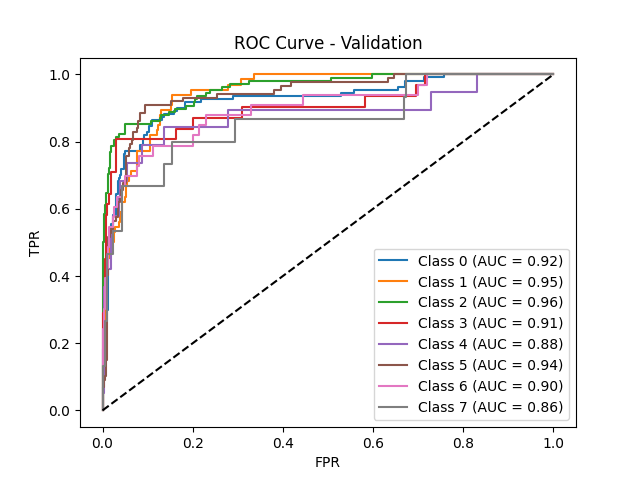 ROC Curve - Validation
TPR
1.0
0.8
0.6
0.4
0.2
0.0
Class 0 (AUC = 0.92)
Class 1 (AUC = 0.95)
Class 2 (AUC = 0.96)
Class 3 (AUC = 0.91)
Class 4 (AUC = 0.88)
Class 5 (AUC = 0.94)
Class 6 (AUC = 0.90)
Class 7 (AUC = 0.86)
0.0 0.2 0.4 0.6 0.8 1.0
FPR